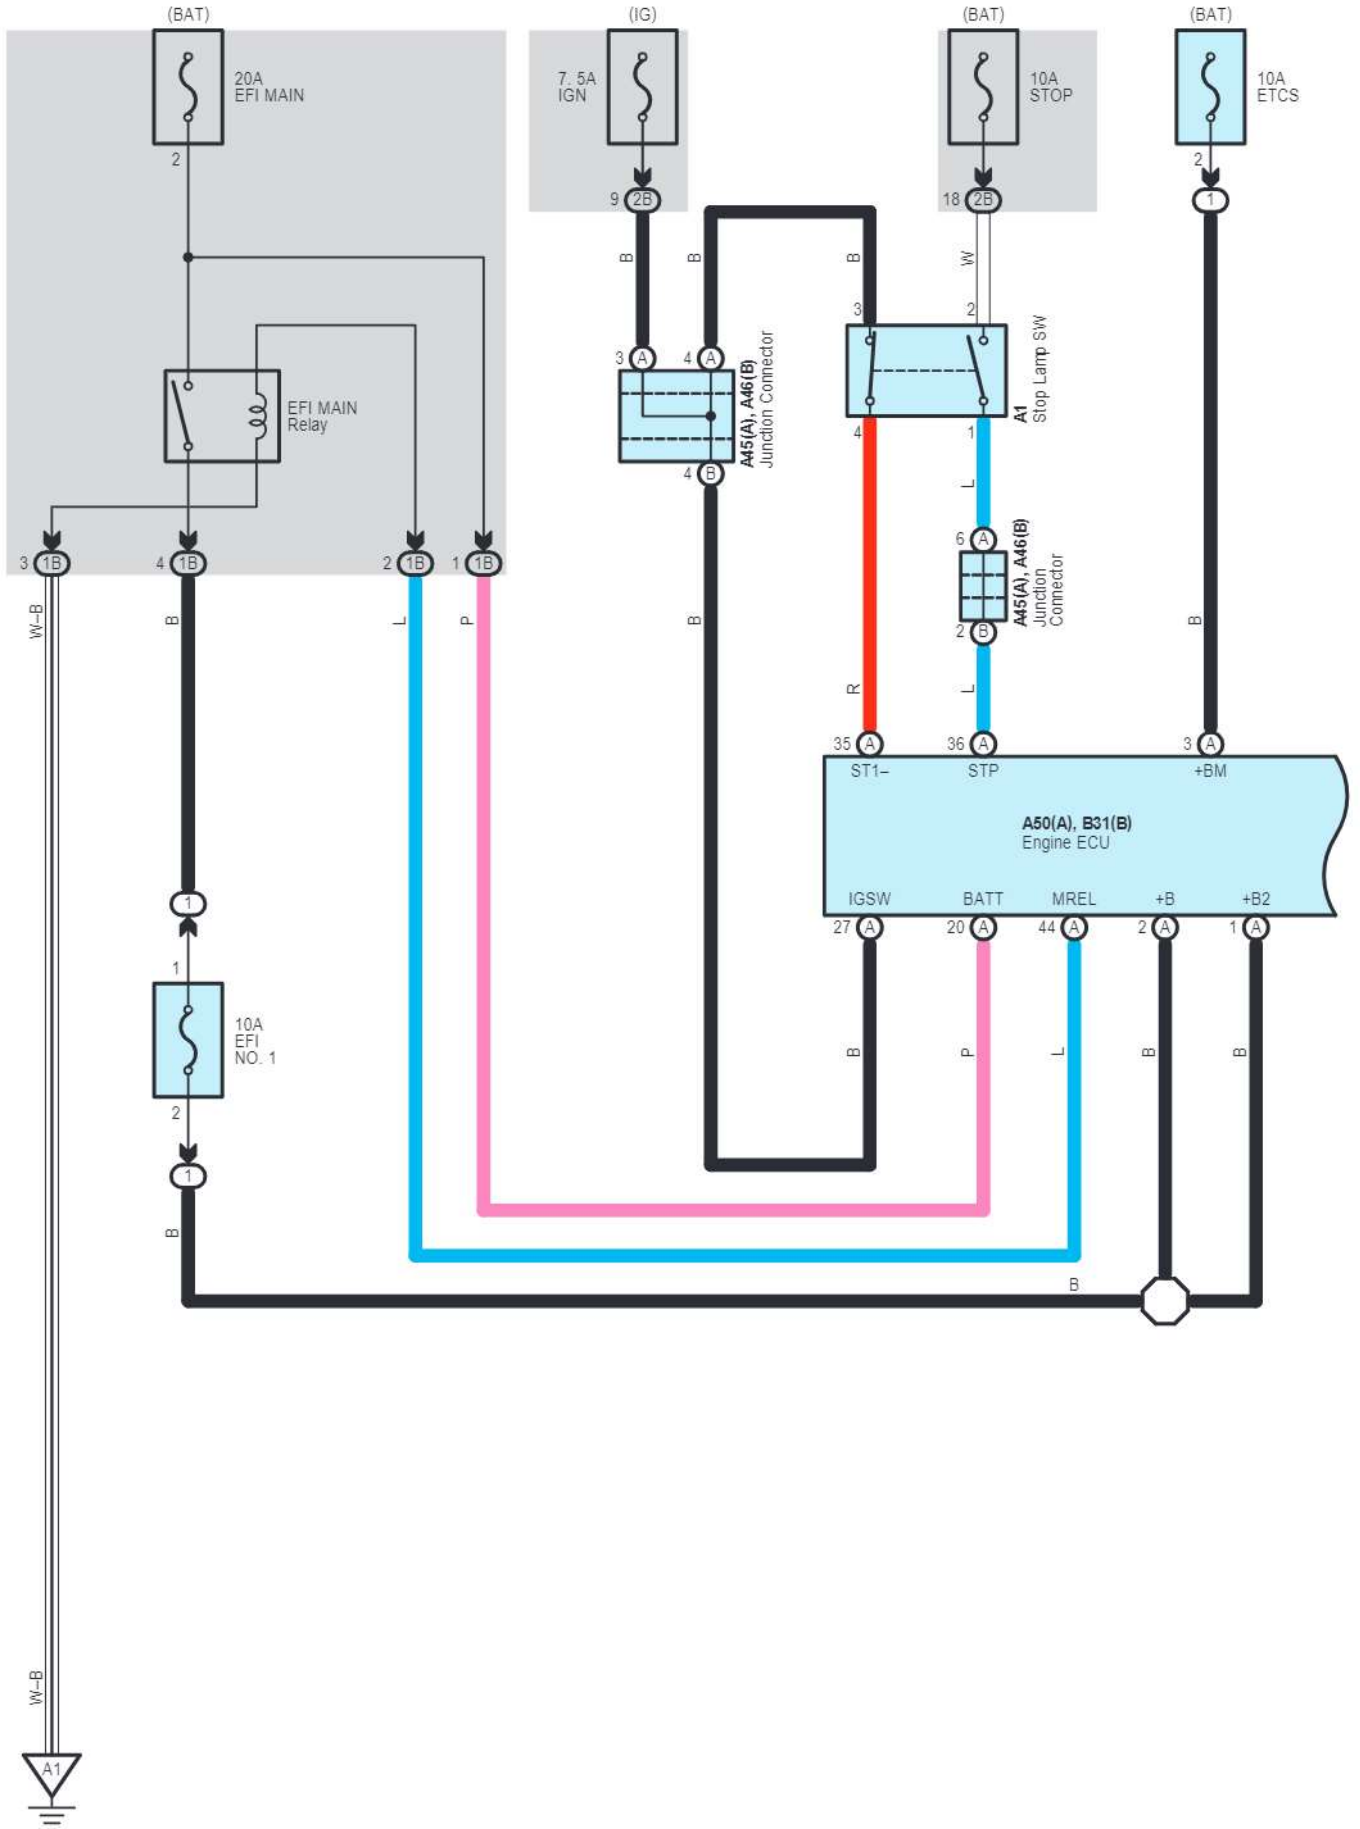 (BAT)
(IG)
(BAT)
(BAT)
20A
EFI MAIN
7. 5A
IGN
10A
STOP
10A
ETCS
2
2
9
2B
18
2B
1
B
B
B
W
3
2
3
A
4
A
A45(A), A46(B)
Junction Connector
A1
Stop Lamp SW
EFI MAIN
Relay
4
1
4
B
L
6
A
A45(A), A46(B)
Junction
Connector
3
1B
4
1B
2
1B
1
1B
W–B
B
L
P
B
2
B
B
R
L
35
A
36
A
3
A
ST1–
STP
+BM
A50(A), B31(B)
Engine ECU
IGSW
BATT
MREL
+B
+B2
1
27
A
20
A
44
A
2
A
1
A
1
10A
EFI
NO. 1
B
P
L
B
B
2
1
B
B
W–B
A1